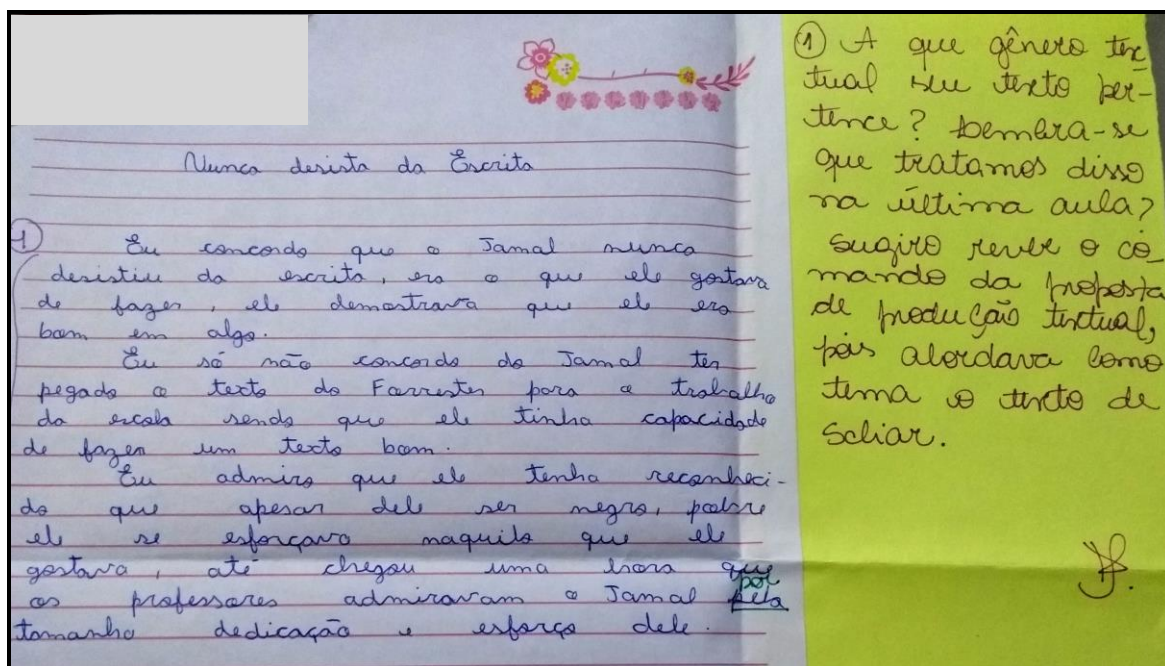 Nunca desista da Escrita
1
Eu concordo que o Jamal nunca
desistiu da escrita, era o que ele gostava
de fazer, ele demostrava que ele era
bom em algo.
Eu só não concordo do Jamal ter
pegado o texto do Forrester para o trabalho
da escola sendo que ele tinha capacidade
de fazer um texto bom.
Eu admiro que ele tenha reconheci-
do que apesar dele ser negro, pobre
ele se esforçava naquilo que ele
gostava, até chegou uma hora que
os professores admiravam o Jamal pela
por
tamanha dedicação e esforço dele.
1 A que gênero tex
tual seu texto per-
tence? Lembra-se
que tratamos disso
na última aula?
Sugiro rever o co-
mando da proposta
de produção textual,
pois abordava como
tema o texto de
Scliar.